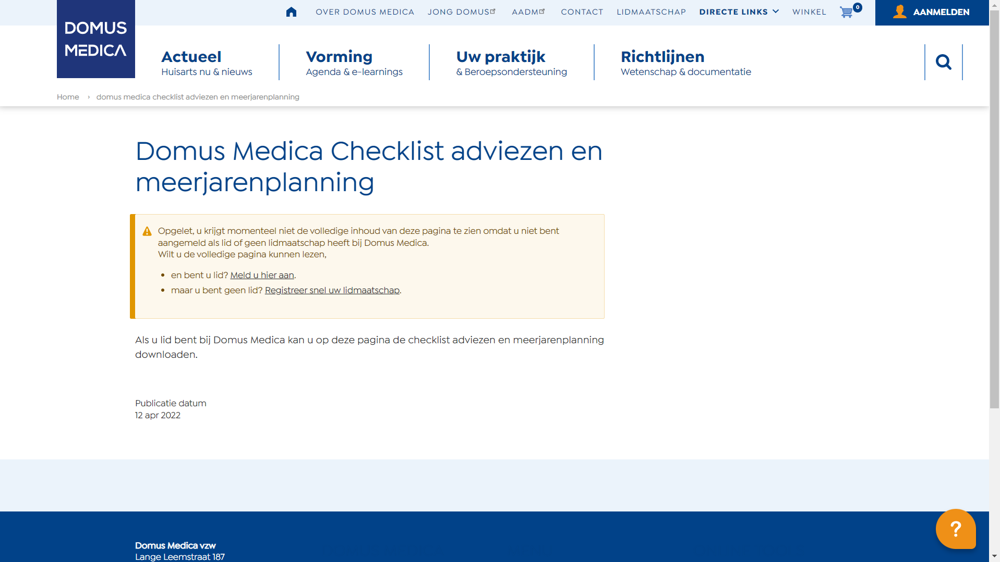 OVER DOMUS MEDICA JONG DOMUS AADM CONTACT LIDMAATSCHAP DIRECTE LINKS WINKEL 0 AANMELDEN
DOMUS
MEDICA
Actueel
Huisarts nu & nieuws
Vorming
Agenda & e-learnings
Uw praktijk
& Beroepsondersteuning
Richtlijnen
Wetenschap & documentatie
Home › domus medica checklist adviezen en meerjarenplanning
Domus Medica Checklist adviezen en
meerjarenplanning
Opgelet, u krijgt momenteel niet de volledige inhoud van deze pagina te zien omdat u niet bent
aangemeld als lid of geen lidmaatschap heeft bij Domus Medica.
Wilt u de volledige pagina kunnen lezen,
• en bent u lid? Meld u hier aan.
• maar u bent geen lid? Registreer snel uw lidmaatschap.
Als u lid bent bij Domus Medica kan u op deze pagina de checklist adviezen en meerjarenplanning
downloaden.
Publicatie datum
12 apr 2022
?
Domus Medica vzw
Lange Leemstraat 187